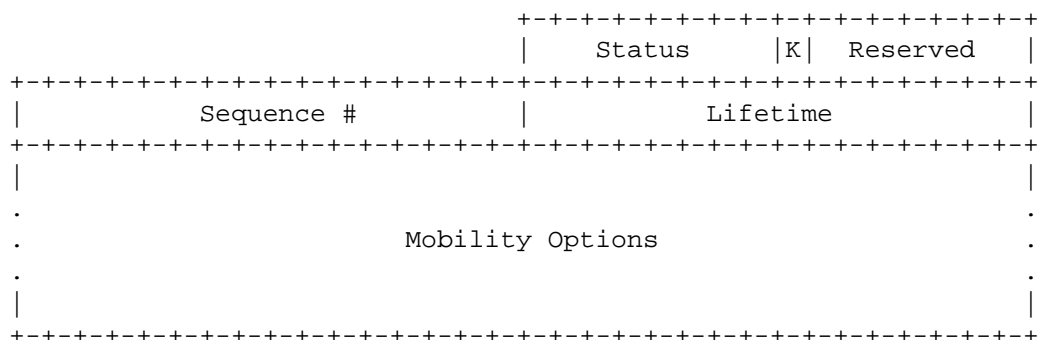 +-+-+-+-+-+-+-+-+-+-+-+-+-+-+-+-+
| Status |K| Reserved |
+-+-+-+-+-+-+-+-+-+-+-+-+-+-+-+-+-+-+-+-+-+-+-+-+-+-+-+-+-+-+-+-+
| Sequence # | Lifetime |
+-+-+-+-+-+-+-+-+-+-+-+-+-+-+-+-+-+-+-+-+-+-+-+-+-+-+-+-+-+-+-+-+
| |
. .
. Mobility Options .
. .
| |
+-+-+-+-+-+-+-+-+-+-+-+-+-+-+-+-+-+-+-+-+-+-+-+-+-+-+-+-+-+-+-+-+